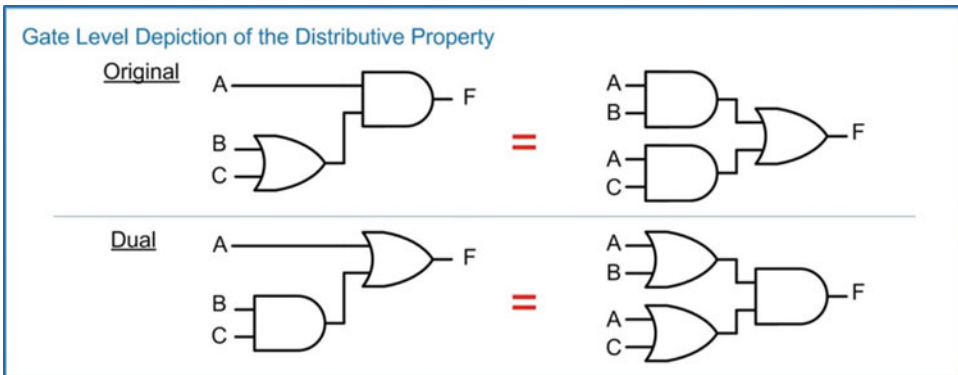 Gate Level Depiction of the Distributive Property
Original
A
B
C
F
=
A
B
A
C
F
Dual
A
B
C
F
=
A
B
A
C
F